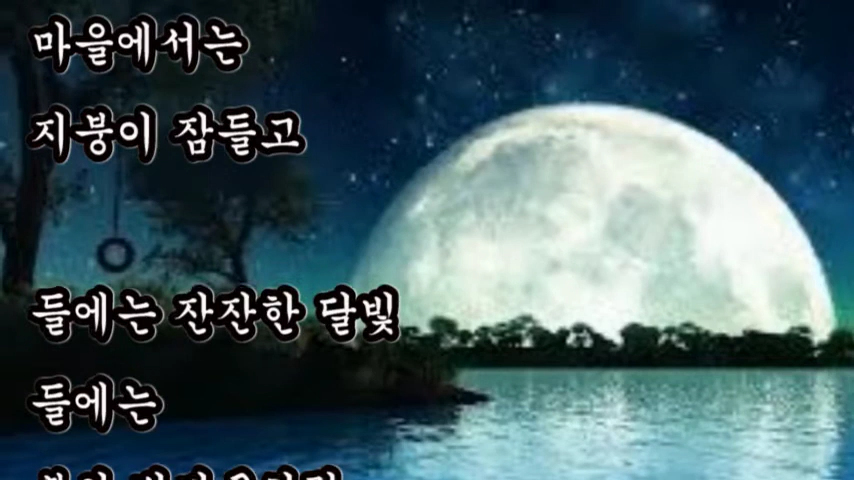 마을에서는
지붕이 잠들고
들에는 잔잔한 달빛
들에는